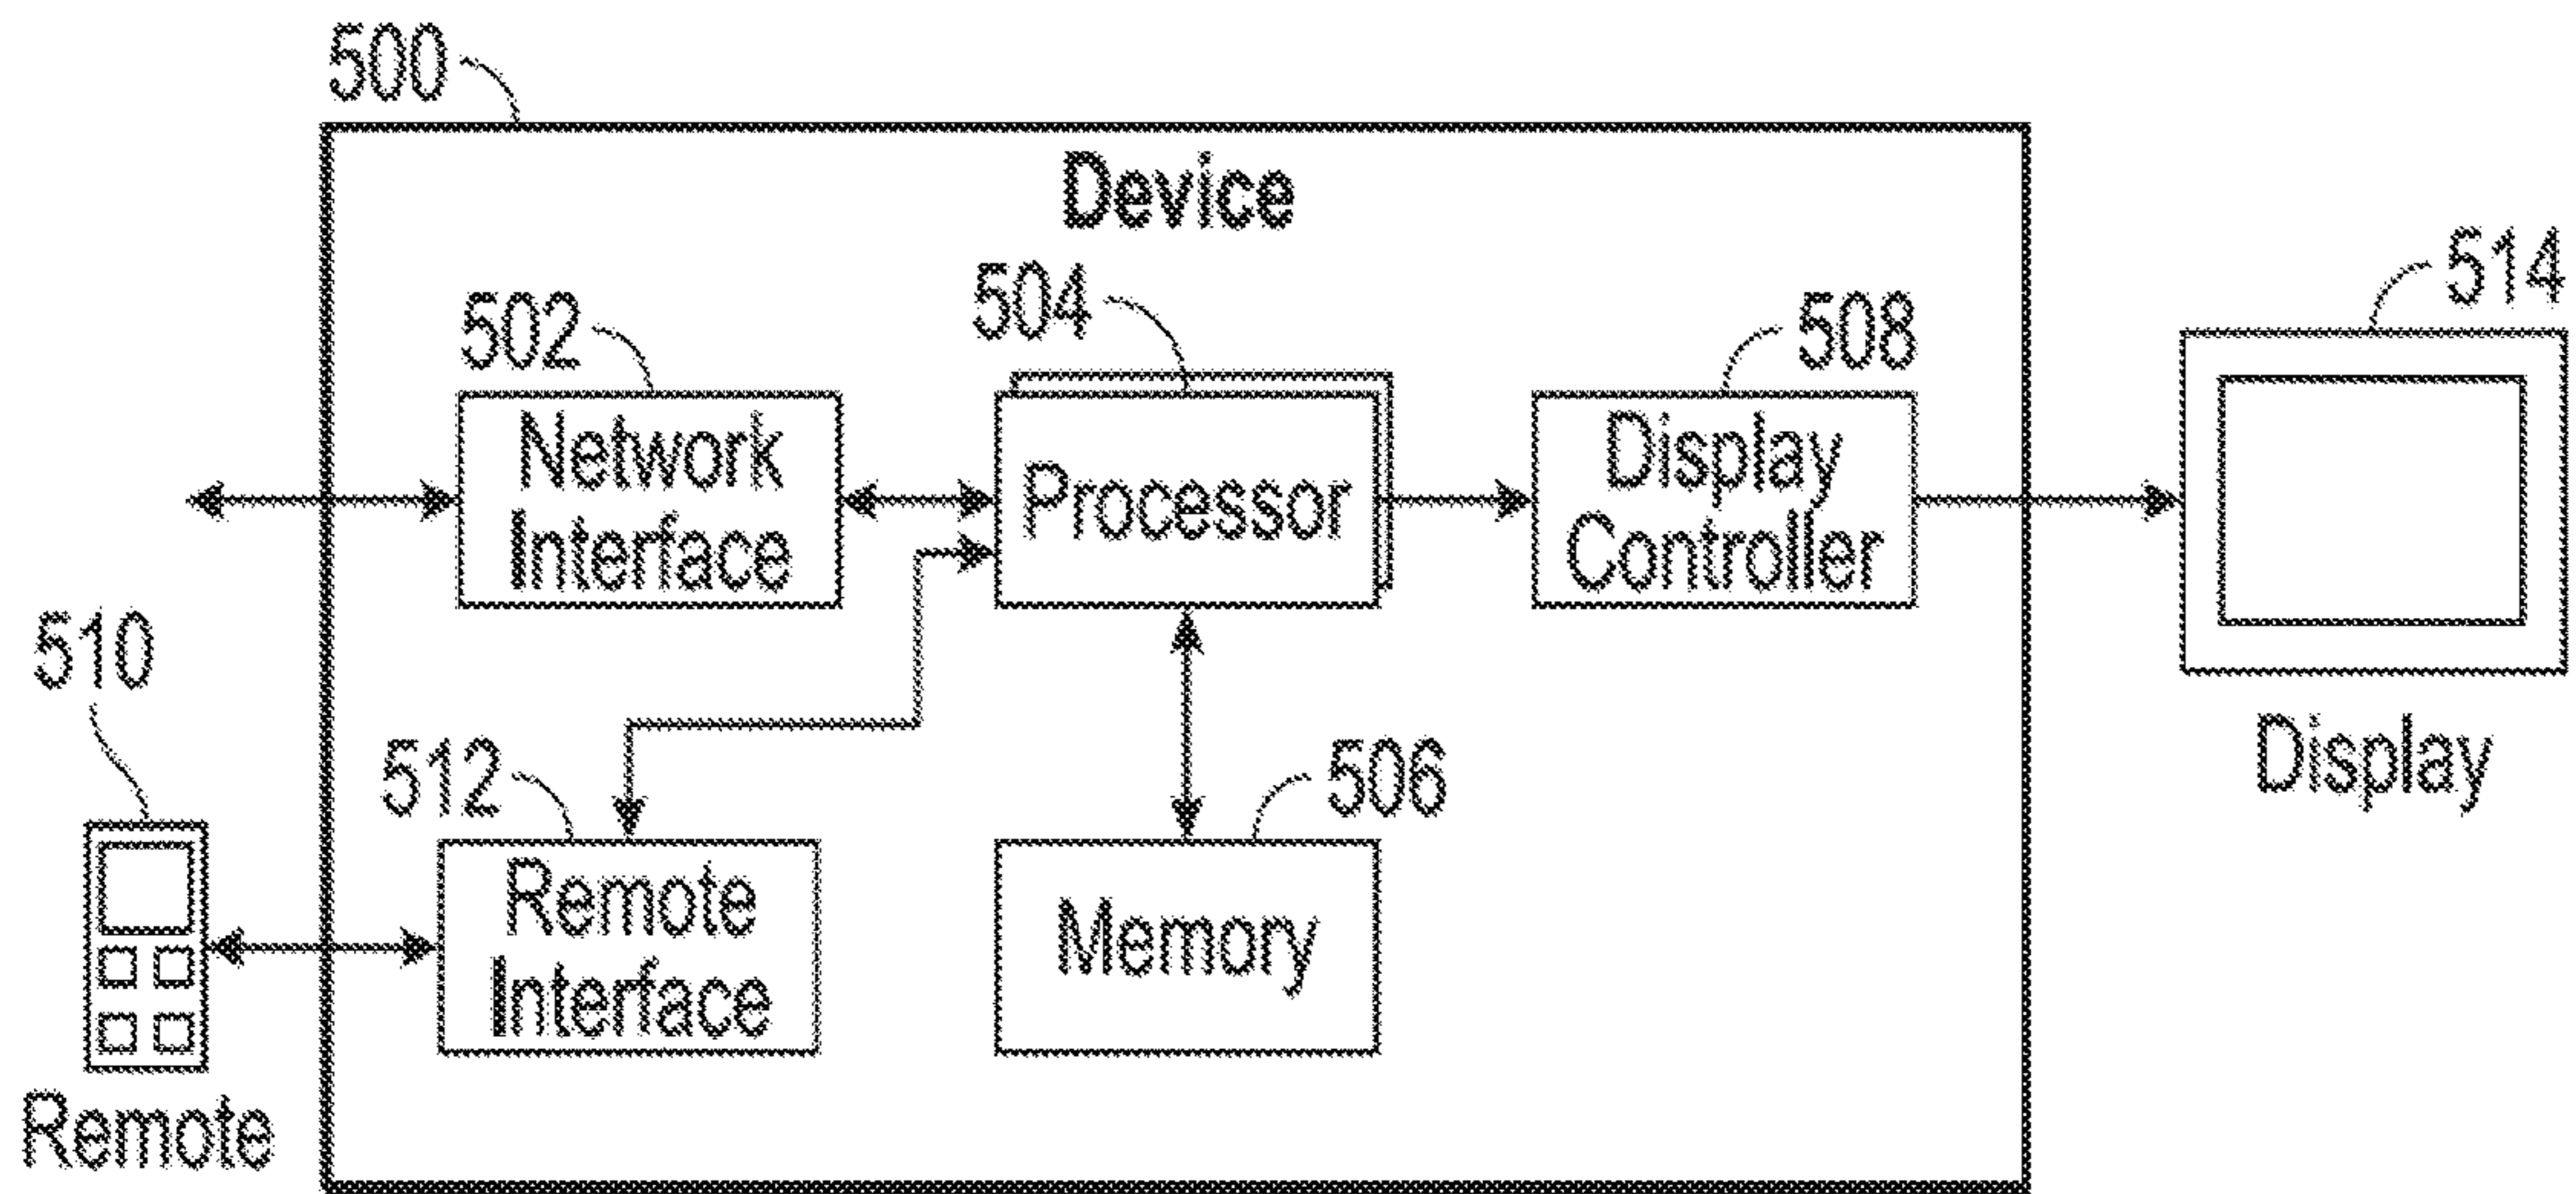 500
Device
502
504
508
514
Network
Interface
Processor
Display
Controller
510
512
506
Display
Remote
Interface
Memory
Remote